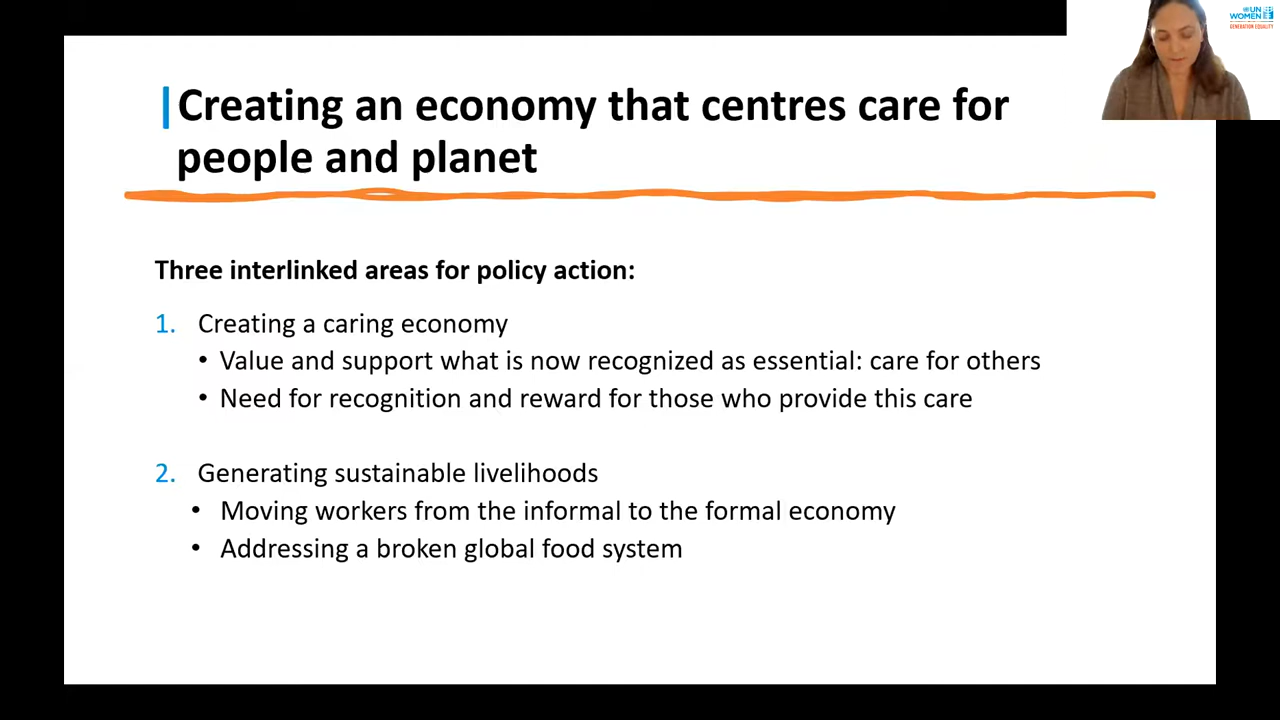 UN
WOMEN
GENERATION EQUALITY
Creating an economy that centres care for
people and planet
Three interlinked areas for policy action:
1. Creating a caring economy
• Value and support what is now recognized as essential: care for others
• Need for recognition and reward for those who provide this care
2. Generating sustainable livelihoods
• Moving workers from the informal to the formal economy
• Addressing a broken global food system